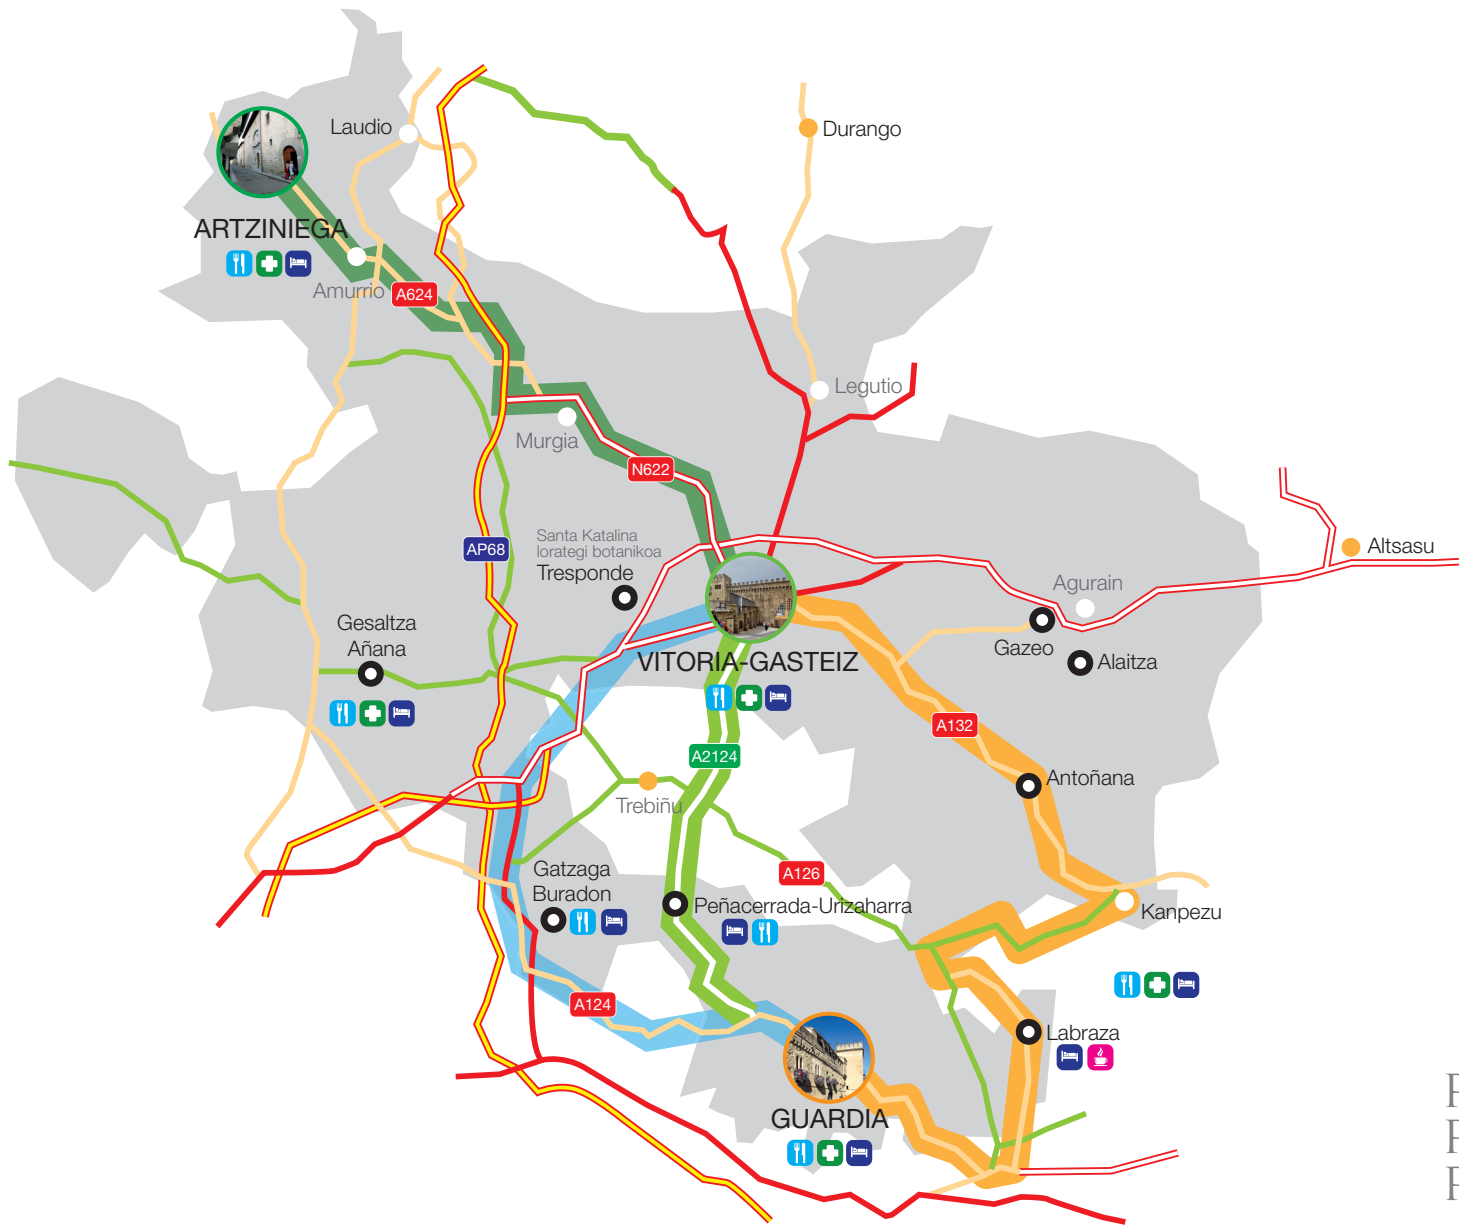 Laudio
Durango
ARTZINIEGA
Amurrio
A624
Legutio
Murgia
N622
Santa Katalina
lorategi botanikoa
Tresponde
AP68
Altsasu
Agurain
Gesaltza
Añana
Gazeo
Alaitza
VITORIA-GASTEIZ
A132
A2124
Antoñana
Trebiñu
A126
Gatzaga
Buradon
Peñacerrada-Urizaharra
Kanpezu
A124
Labraza
GUARDIA